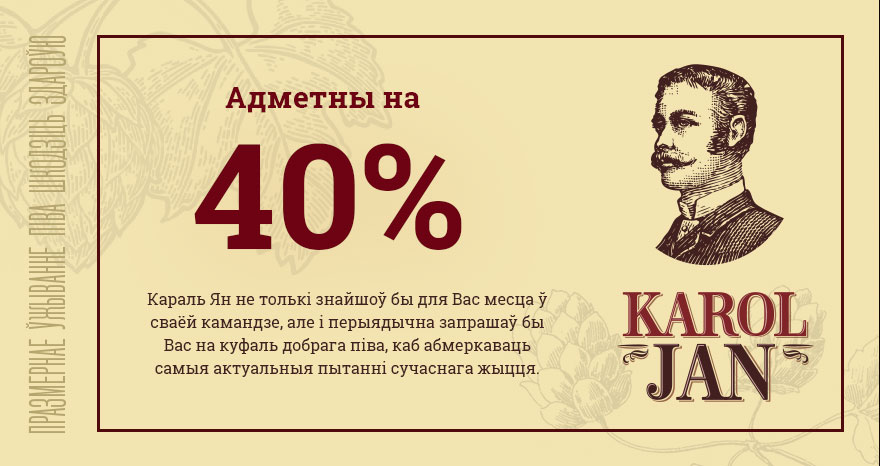 ПРАЗМЕРНАЕ ЎЖЫВАННЕ ПІВА ШКОДЗІЦЬ ЗДАРОЎЮ
Адметны на
40%
Караль Ян не толькі знайшоў бы для Вас месца ў
сваёй камандзе, але і перыядычна запрашаў бы
Вас на куфаль добрага піва, каб абмеркаваць
самыя актуальныя пытанні сучаснага жыцця.
KAROL
JAN